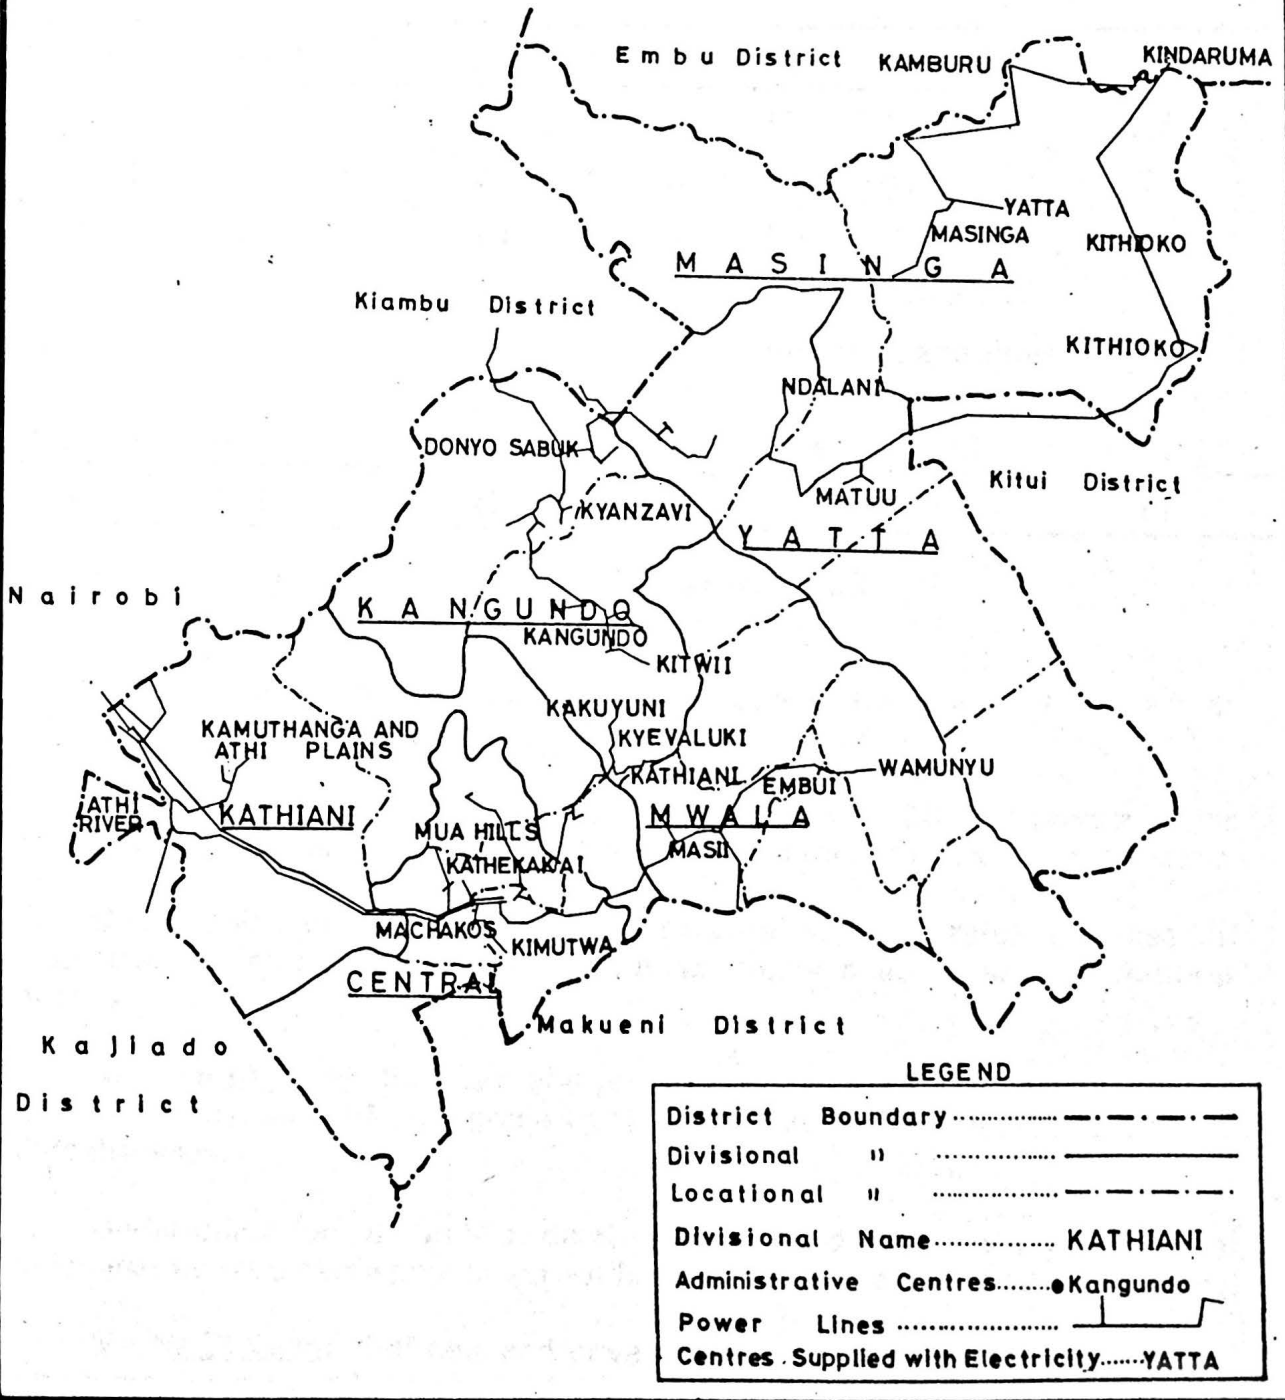 Embu District
KAMBURU
KINDARUMA
YATTA
MASINGA
KITHIOKO
MASINGA
Kiambu District
KITHIOKO
NDALANI
DONYO SABUK
Kitui District
MATUU
KYANZAVI
YATTA
Nairobi
KANGUNDO
KANGUNDO
KITWII
KAKUYUNI
KAMUTHANGA AND
ATHI PLAINS
KYEVALUKI
KATHIANI
WAMUNYU
EMBUI
ATHI
RIVER
KATHIANI
MWALA
MUA HILLS
MASII
KATHEKAKAI
MACHAKOS
KIMUTWA
CENTRAL
Makueni District
Kajiado
District
LEGEND
District Boundary
Divisional "
Locational "
Divisional Name KATHIANI
Administrative Centres Kangundo
Power Lines
Centres Supplied with Electricity YATTA